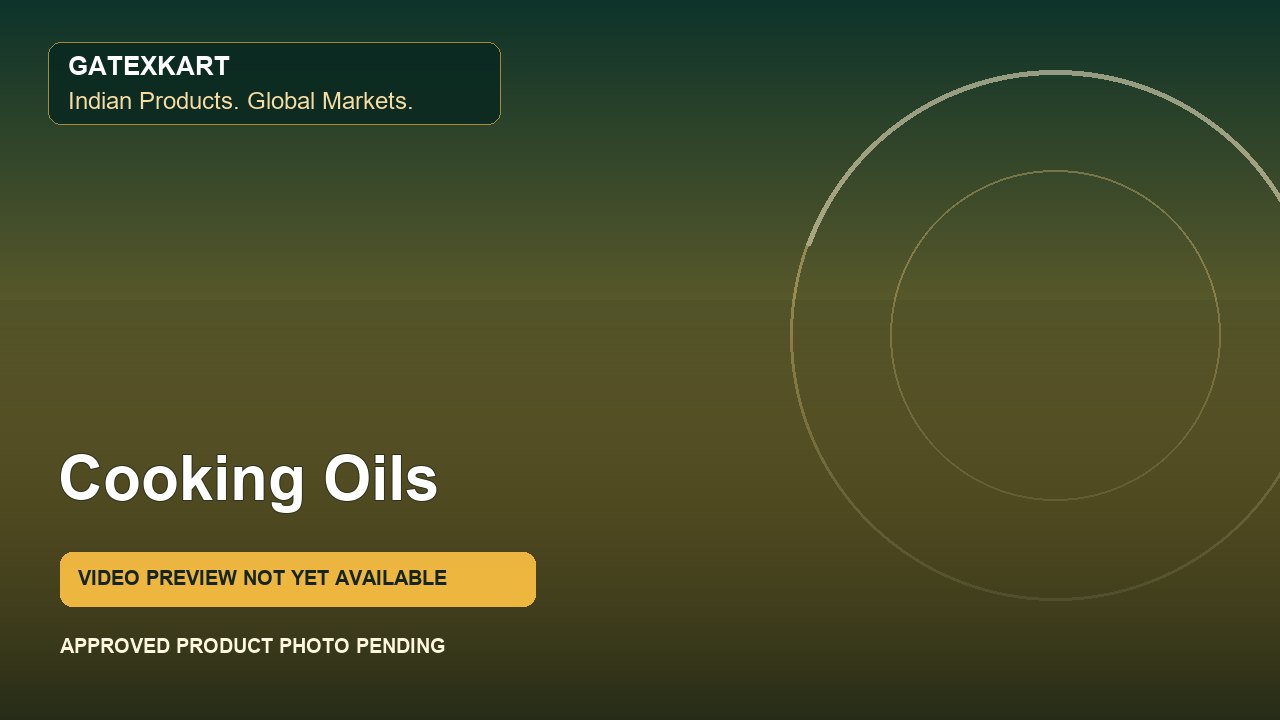 GATEXKART
Indian Products. Global Markets.
Cooking Oils
VIDEO PREVIEW NOT YET AVAILABLE
APPROVED PRODUCT PHOTO PENDING